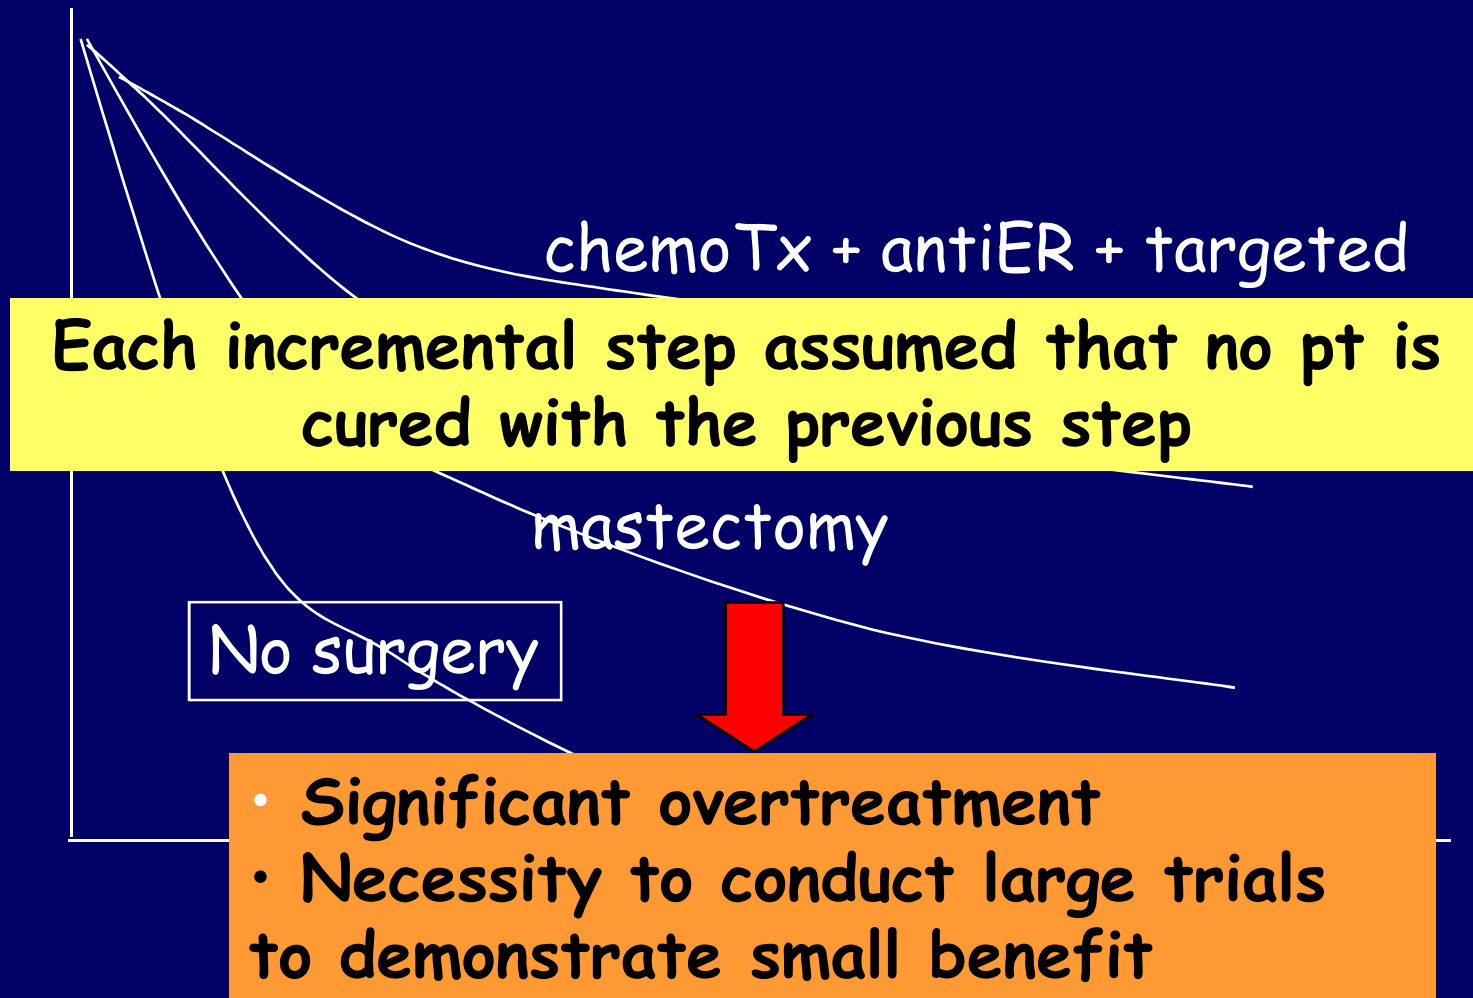 chemoTx + antiER + targeted
Each incremental step assumed that no pt is
cured with the previous step
mastectomy
No surgery
• Significant overtreatment
• Necessity to conduct large trials
to demonstrate small benefit